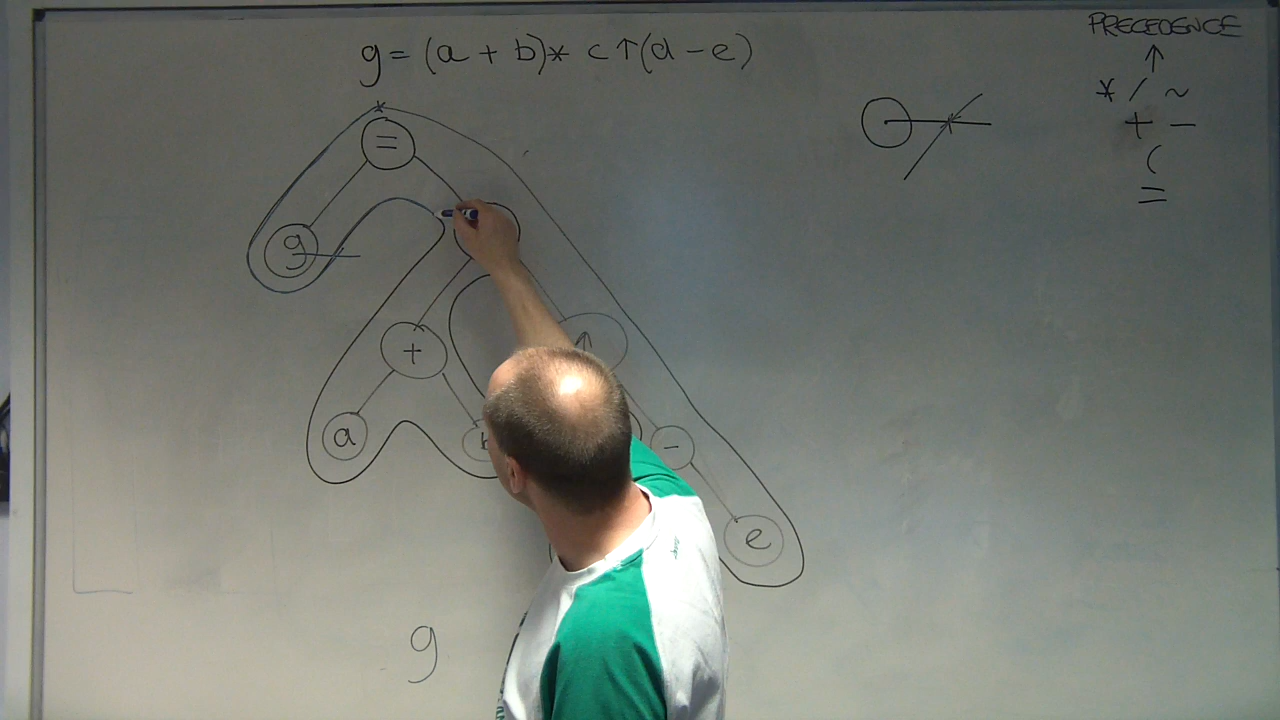 g = (a + b) * c ↑ (d - e)
PRECEDENCE
↑
* / ~
+ -
(
=
=
g
+
↑
a
-
e
g